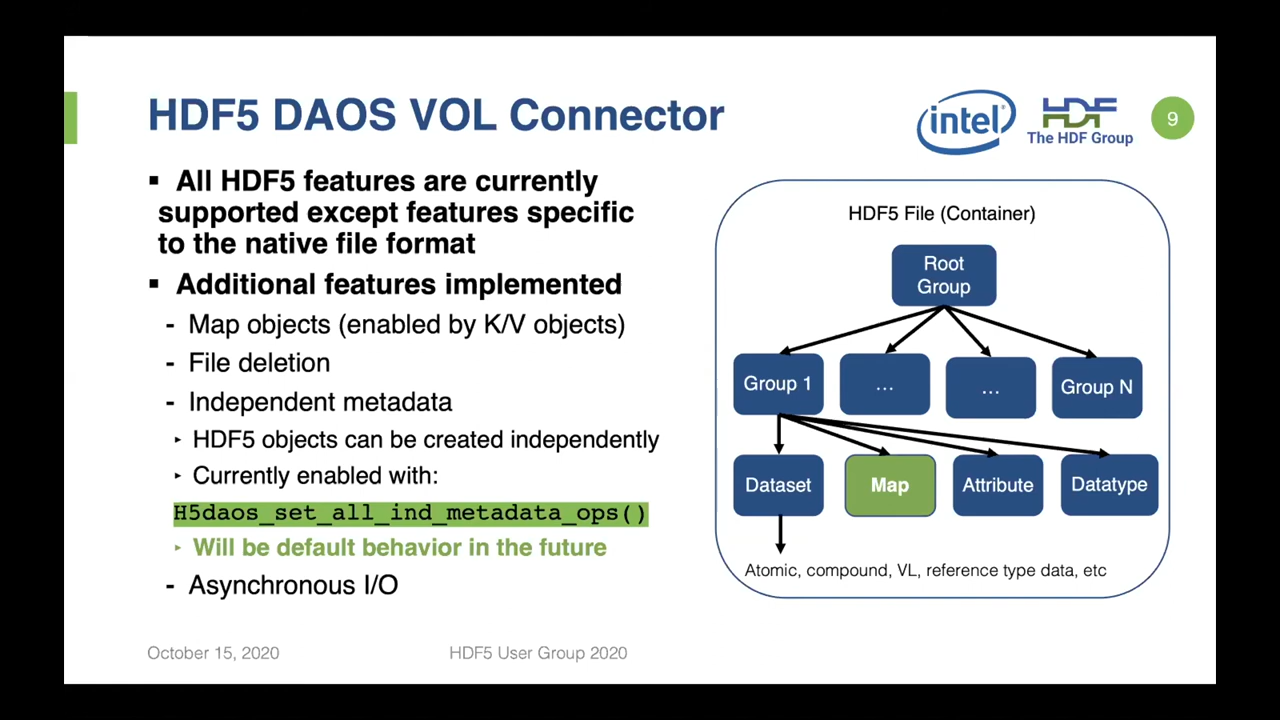 HDF5 DAOS VOL Connector
intel
HDF
The HDF Group
9
▪ All HDF5 features are currently
supported except features specific
to the native file format
▪ Additional features implemented
- Map objects (enabled by K/V objects)
- File deletion
- Independent metadata
‣ HDF5 objects can be created independently
‣ Currently enabled with:
H5daos_set_all_ind_metadata_ops()
‣ Will be default behavior in the future
- Asynchronous I/O
HDF5 File (Container)
Root
Group
Group 1
...
...
Group N
Dataset
Map
Attribute
Datatype
Atomic, compound, VL, reference type data, etc
October 15, 2020
HDF5 User Group 2020